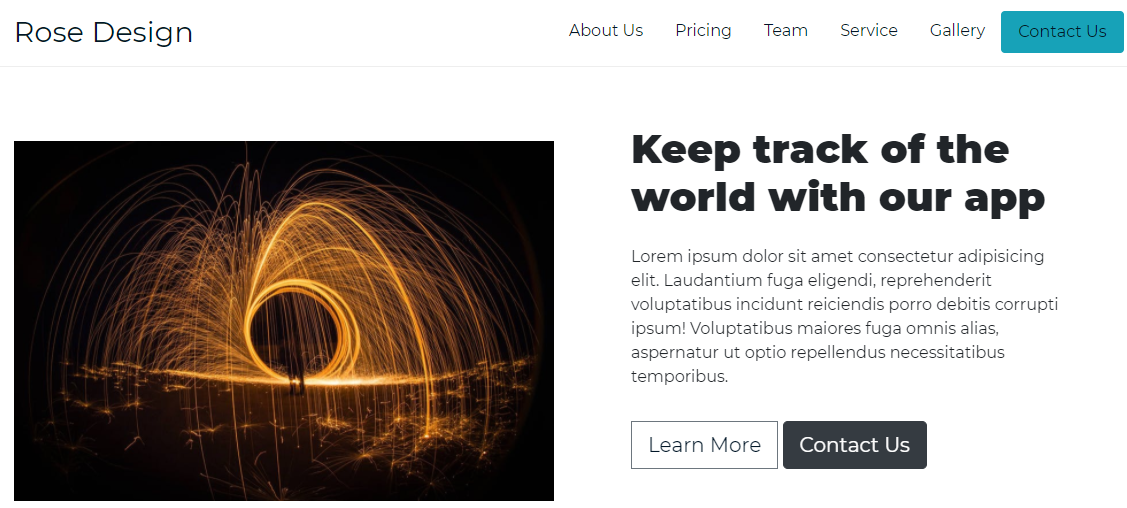 Rose Design
About Us Pricing Team Service Gallery Contact Us
Keep track of the
world with our app
Lorem ipsum dolor sit amet consectetur adipisicing
elit. Laudantium fuga eligendi, reprehenderit
voluptatibus incidunt reiciendis porro debitis corrupti
ipsum! Voluptatibus maiores fuga omnis alias,
aspernatur ut optio repellendus necessitatibus
temporibus.
Learn More Contact Us